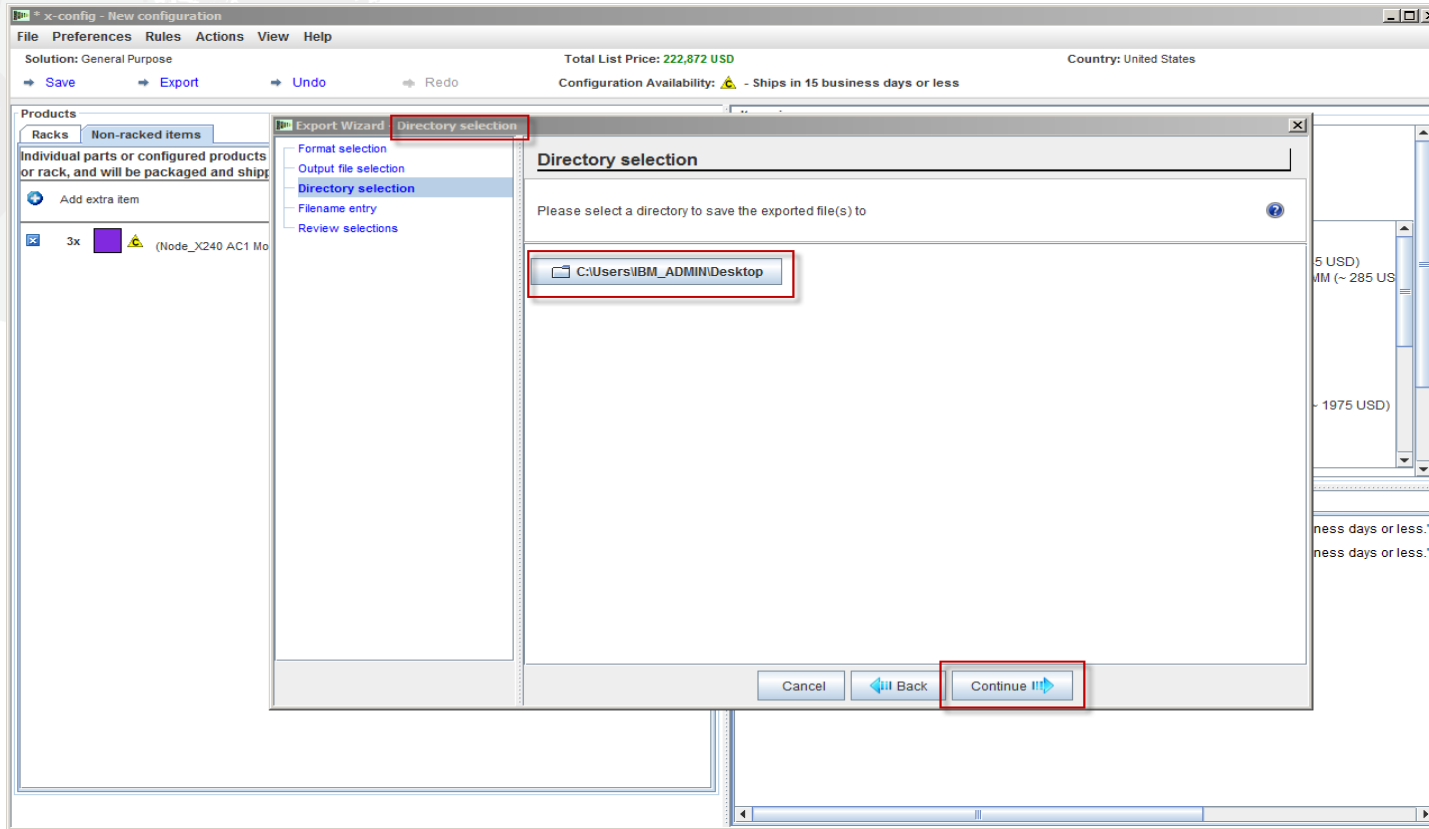 * x-config - New configuration
File Preferences Rules Actions View Help
Solution: General Purpose
Total List Price: 222,872 USD
Country: United States
Save
Export
Undo
Redo
Configuration Availability: C - Ships in 15 business days or less
Products
Racks
Non-racked items
Individual parts or configured products
or rack, and will be packaged and shipp
Add extra item
3x C (Node_X240 AC1 Mo
Export Wizard - Directory selection
Format selection
Output file selection
Directory selection
Filename entry
Review selections
Directory selection
Please select a directory to save the exported file(s) to
C:\Users\IBM_ADMIN\Desktop
Cancel
Back
Continue
5 USD)
MM (~ 285 US
~ 1975 USD)
ness days or less.'
ness days or less.'